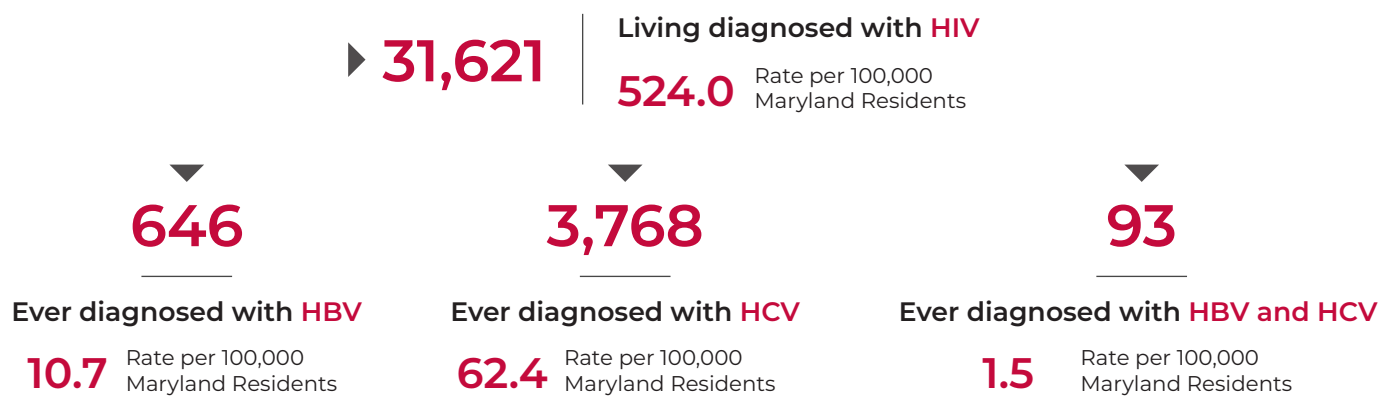 31,621
Living diagnosed with HIV
524.0
Rate per 100,000
Maryland Residents
646
Ever diagnosed with HBV
10.7
Rate per 100,000
Maryland Residents
3,768
Ever diagnosed with HCV
62.4
Rate per 100,000
Maryland Residents
93
Ever diagnosed with HBV and HCV
1.5
Rate per 100,000
Maryland Residents